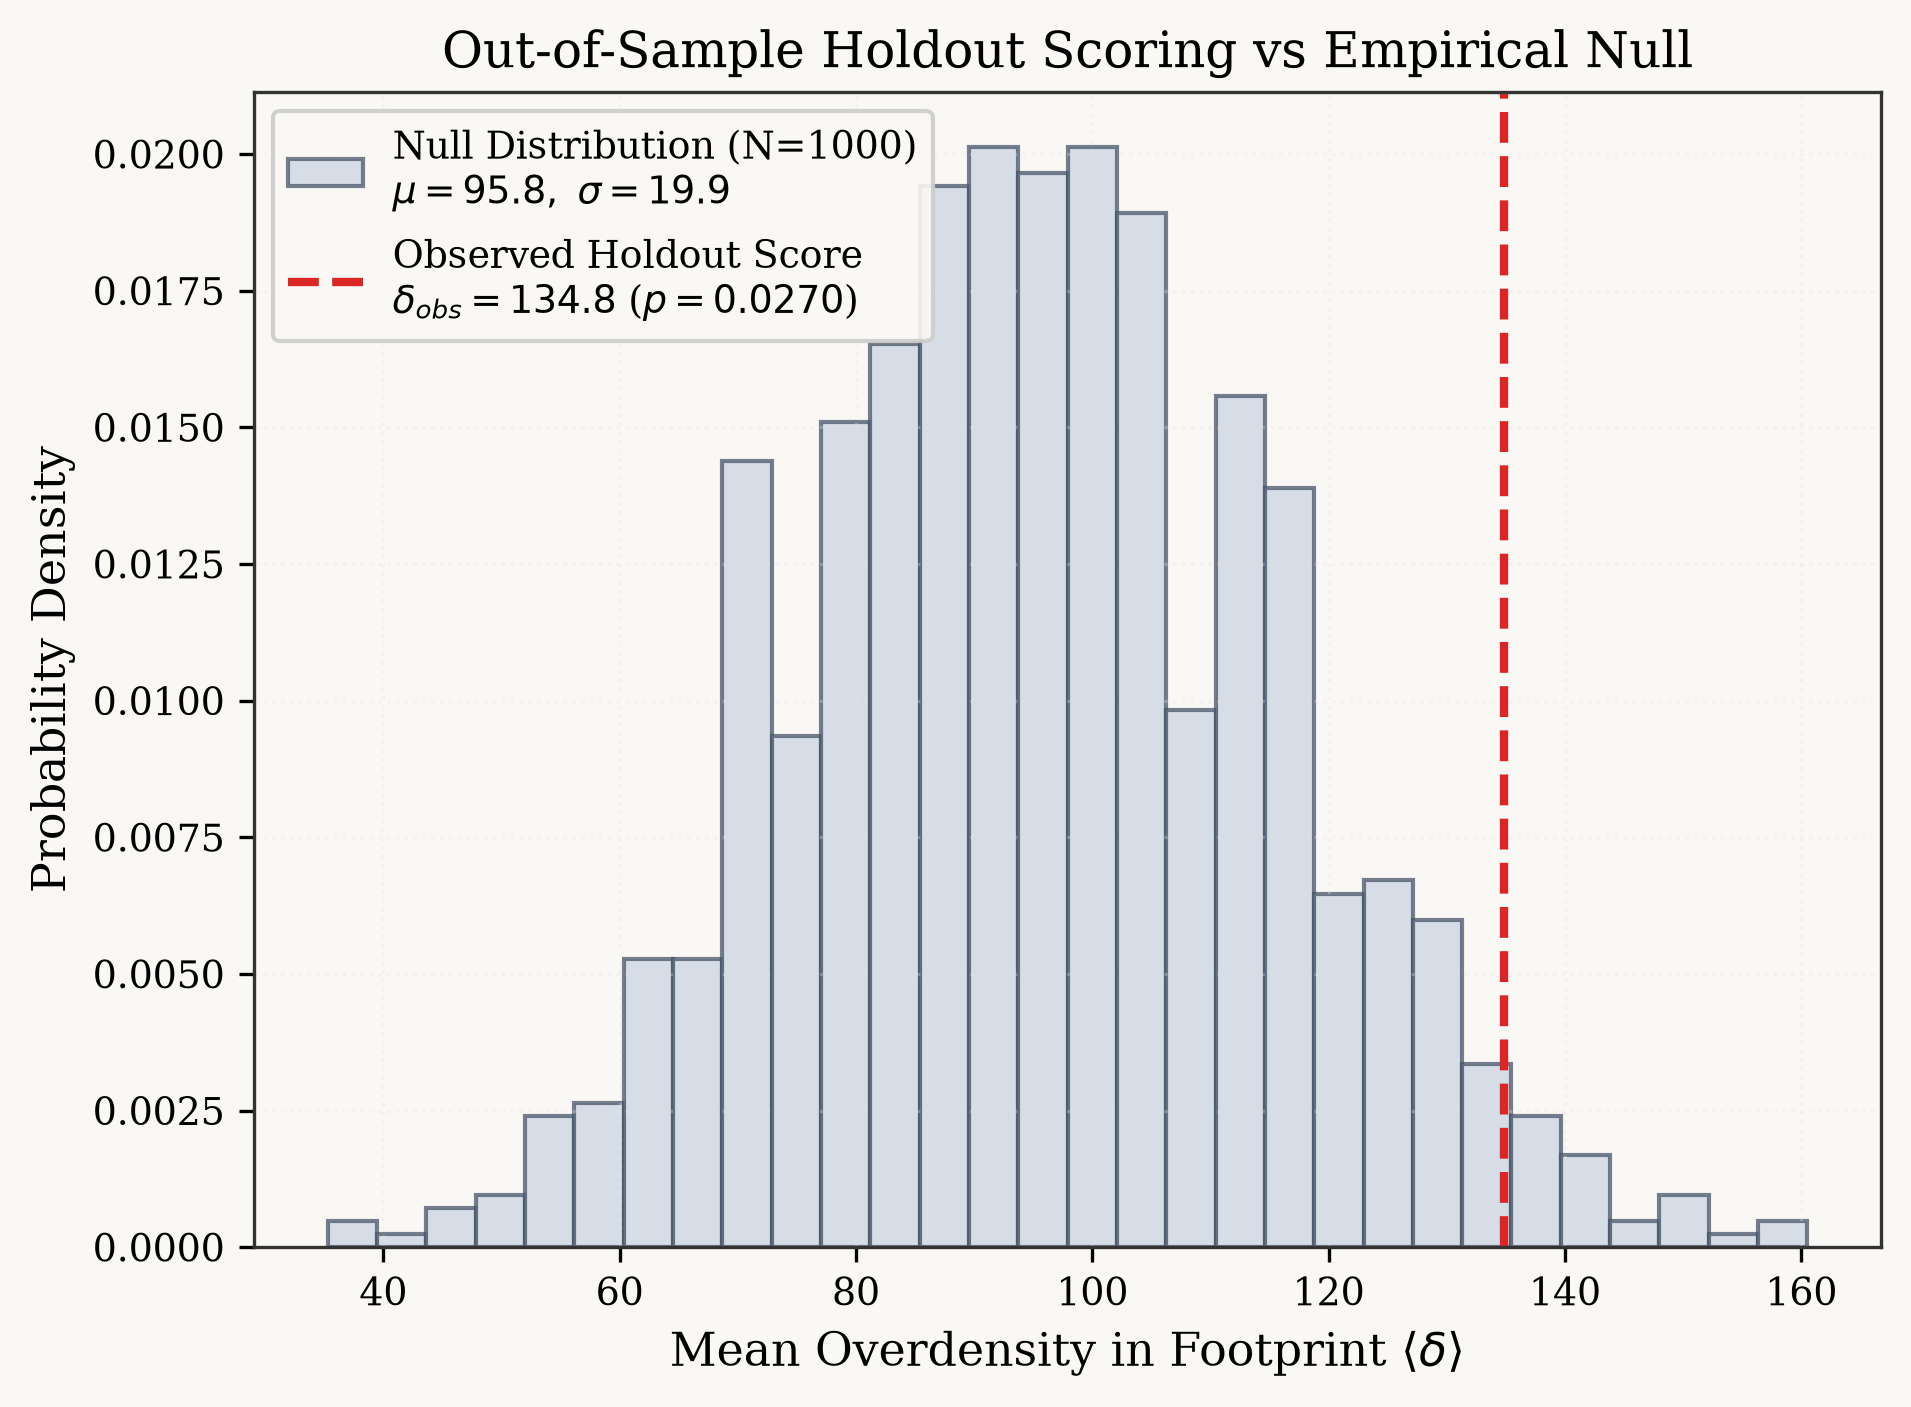 Out-of-Sample Holdout Scoring vs Empirical Null
Null Distribution (N=1000)
μ = 95.8, σ = 19.9
Observed Holdout Score
δobs = 134.8 (p = 0.0270)
Probability Density
0.0200
0.0175
0.0150
0.0125
0.0100
0.0075
0.0050
0.0025
0.0000
40 60 80 100 120 140 160
Mean Overdensity in Footprint ⟨δ⟩